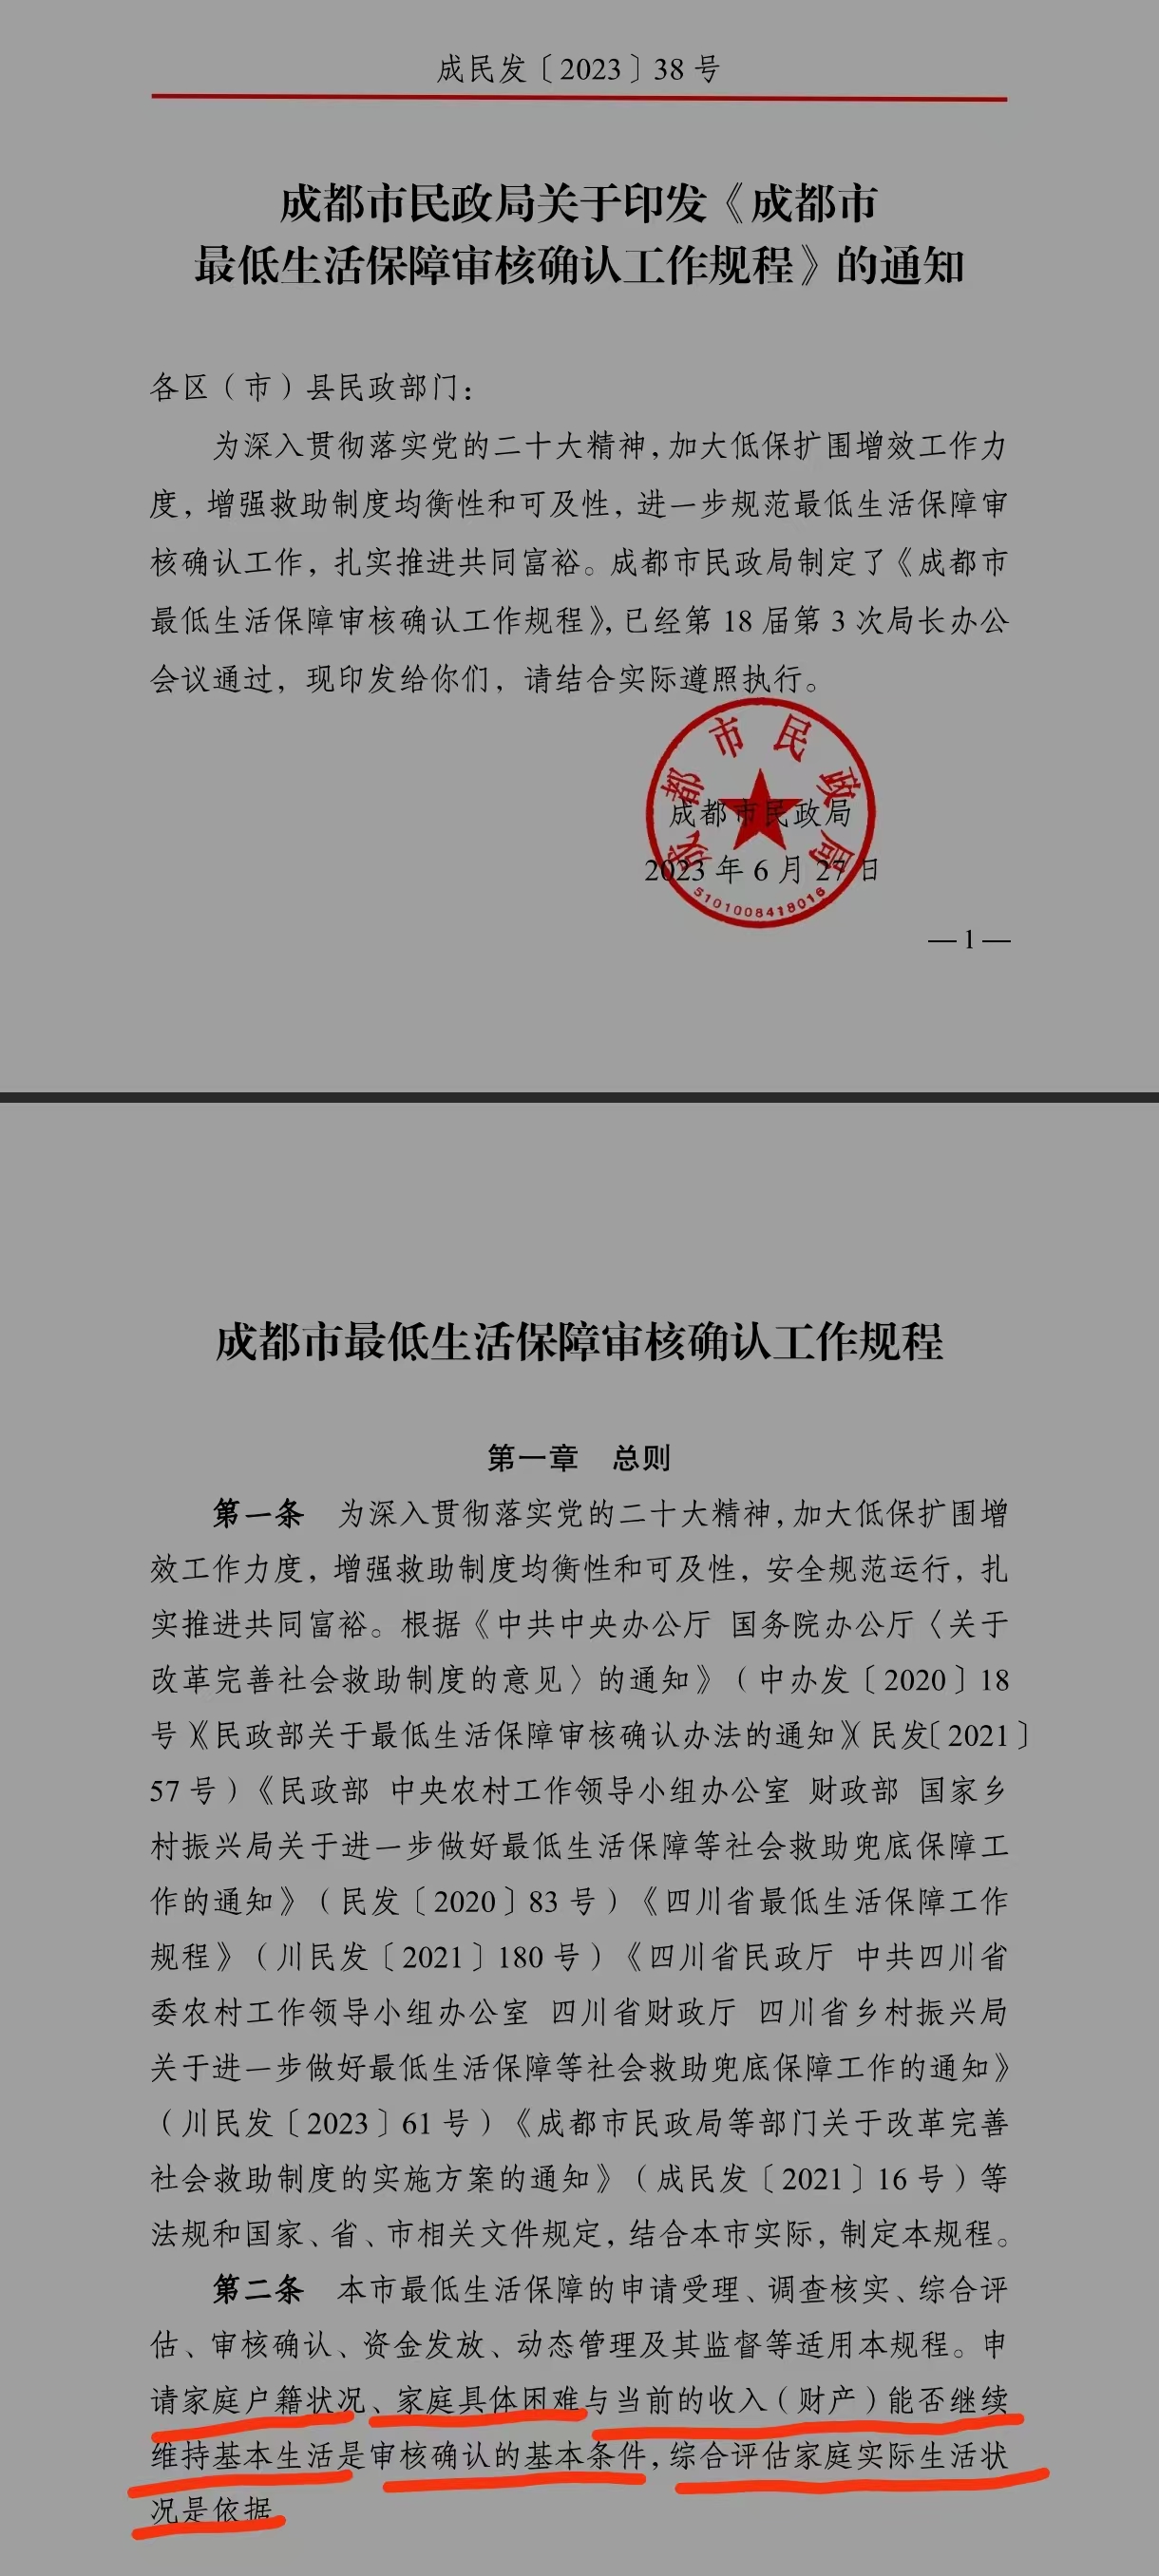 成民发〔2023〕38 号
成都市民政局关于印发《成都市
最低生活保障审核确认工作规程》的通知
各区（市）县民政部门：
为深入贯彻落实党的二十大精神，加大低保扩围增效工作力
度，增强救助制度均衡性和可及性，进一步规范最低生活保障审
核确认工作，扎实推进共同富裕。成都市民政局制定了《成都市
最低生活保障审核确认工作规程》，已经第 18 届第 3 次局长办公
会议通过，现印发给你们，请结合实际遵照执行。
成都市民政局
成都市民政局
2023 年 6 月 27 日
5101008418016
— 1 —
成都市最低生活保障审核确认工作规程
第一章 总则
第一条 为深入贯彻落实党的二十大精神，加大低保扩围增
效工作力度，增强救助制度均衡性和可及性，安全规范运行，扎
实推进共同富裕。根据《中共中央办公厅 国务院办公厅〈关于
改革完善社会救助制度的意见〉的通知》（中办发〔2020〕18
号）《民政部关于最低生活保障审核确认办法的通知》（民发〔2021〕
57 号）《民政部 中央农村工作领导小组办公室 财政部 国家乡
村振兴局关于进一步做好最低生活保障等社会救助兜底保障工
作的通知》（民发〔2020〕83 号）《四川省最低生活保障工作
规程》（川民发〔2021〕180 号）《四川省民政厅 中共四川省
委农村工作领导小组办公室 四川省财政厅 四川省乡村振兴局
关于进一步做好最低生活保障等社会救助兜底保障工作的通知》
（川民发〔2023〕61 号）《成都市民政局等部门关于改革完善
社会救助制度的实施方案的通知》（成民发〔2021〕16 号）等
法规和国家、省、市相关文件规定，结合本市实际，制定本规程。
第二条 本市最低生活保障的申请受理、调查核实、综合评
估、审核确认、资金发放、动态管理及其监督等适用本规程。申
请家庭户籍状况、家庭具体困难与当前的收入（财产）能否继续
维持基本生活是审核确认的基本条件，综合评估家庭实际生活状
况是依据